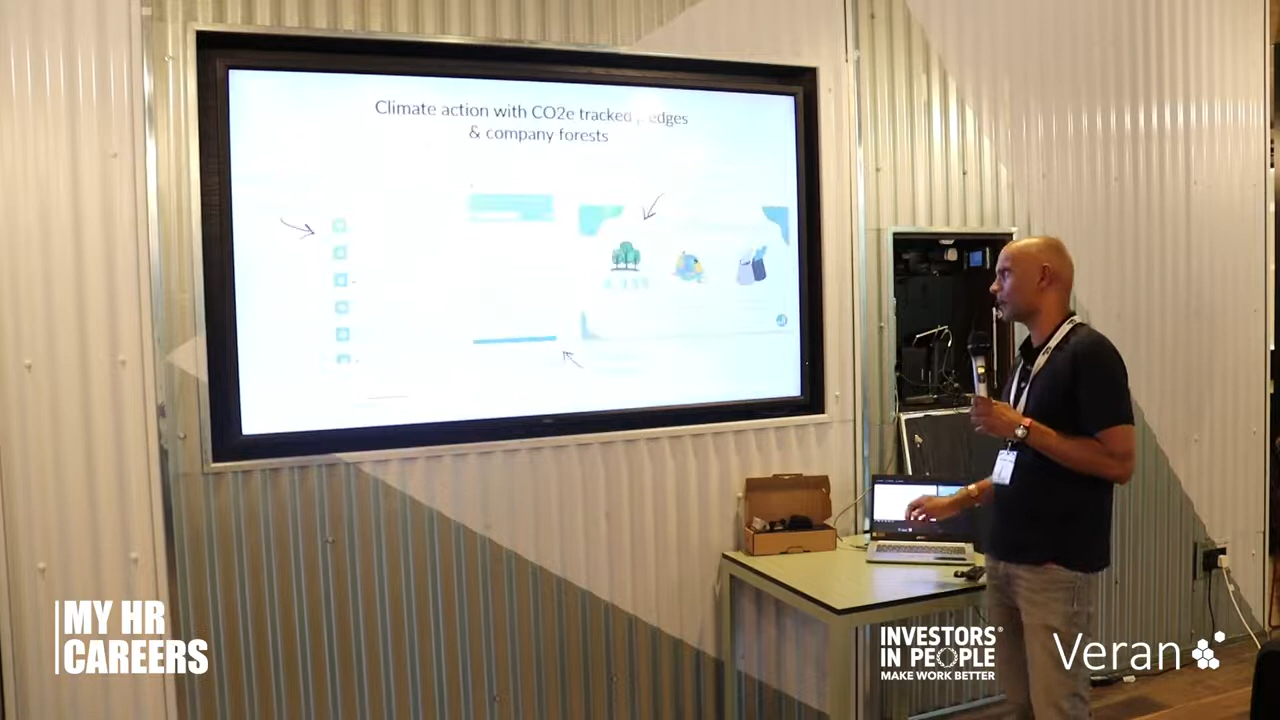 Climate action with CO2e tracked pledges
& company forests
MY HR
CAREERS
INVESTORS
IN PEOPLE
MAKE WORK BETTER
Veran